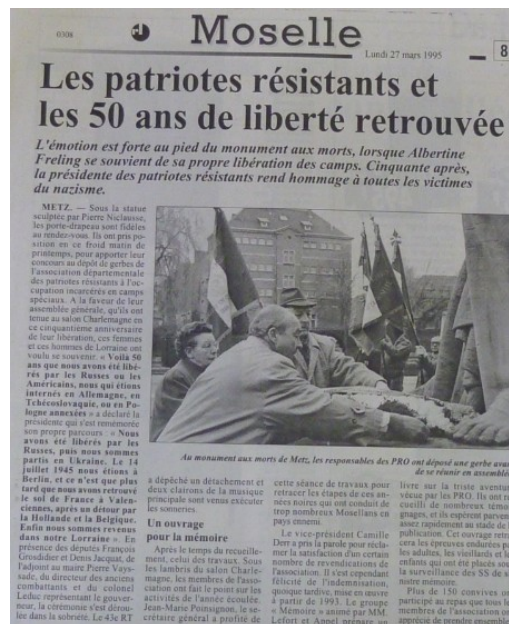 0308
Moselle
Lundi 27 mars 1995
8
Les patriotes résistants et
les 50 ans de liberté retrouvée
L'émotion est forte au pied du monument aux morts, lorsque Albertine
Freling se souvient de sa propre libération des camps. Cinquante après,
la présidente des patriotes résistants rend hommage à toutes les victimes
du nazisme.
METZ. — Sous la statue
sculptée par Pierre Niclausse,
les porte-drapeau sont fidèles
au rendez-vous. Ils ont pris po-
sition en ce froid matin de
printemps, pour apporter leur
concours au dépôt de gerbes de
l'association départementale
des patriotes résistants à l'oc-
cupation incarcérés en camps
spéciaux. A la faveur de leur
assemblée générale, qu'ils ont
tenue au salon Charlemagne en
ce cinquantième anniversaire
de leur libération, ces femmes
et ces hommes de Lorraine ont
voulu se souvenir. « Voilà 50
ans que nous avons été libé-
rés par les Russes ou les
Américains, nous qui étions
internés en Allemagne, en
Tchécoslovaquie, ou en Po-
logne annexées » a déclaré la
présidente qui s'est remémorée
son propre parcours : « Nous
avons été libérés par les
Russes, puis nous sommes
partis en Ukraine. Le 14
juillet 1945 nous étions à
Berlin, et ce n'est que plus
tard que nous avons retrouvé
le sol de France à Valen-
ciennes, après un détour par
la Hollande et la Belgique.
Enfin nous sommes revenus
dans notre Lorraine ». En
présence des députés François
Grosdidier et Denis Jacquat, de
l'adjoint au maire Pierre Vays-
sade, du directeur des anciens
combattants et du colonel
Leduc représentant le gouver-
neur, la cérémonie s'est dérou-
lée dans la sobriété. Le 43e RT
Au monument aux morts de Metz, les responsables des PRO ont déposé une gerbe avan
de se réunir en assemblé
a dépêché un détachement et
deux clairons de la musique
principale sont venus exécuter
les sonneries.
Un ouvrage
pour la mémoire
Après le temps du recueille-
ment, celui des travaux. Sous
les lambris du salon Charle-
magne, les membres de l'asso-
ciation ont fait le point sur les
activités de l'année écoulée.
Jean-Marie Poinsignon, le se-
crétaire général a profité de
cette séance de travaux pour
retracer les étapes de ces an-
nées noires qui ont conduit de
trop nombreux Mosellans en
pays ennemi.
Le vice-président Camille
Derr a pris la parole pour récla-
mer la satisfaction d'un certain
nombre de revendications de
l'association. Il s'est cependant
félicité de l'indemnisation,
quoique tardive, mise en œuvre
à partir de 1993. Le groupe
« Memoire » animé par MM.
Lefort et Appel prépare un
livre sur la triste aventur
vécue par les PRO. Ils ont r
cueilli de nombreux témoi
gnages, et ils espèrent parveni
assez rapidement au stade de
publication. Cet ouvrage retr
cera les épreuves endurées p
les adultes, les vieillards et
enfants qui ont été placés sou
la surveillance des SS de s
nistre mémoire.
Plus de 150 convives o
participé au repas que tous l
membres de l'association on
apprécié de prendre ensembl